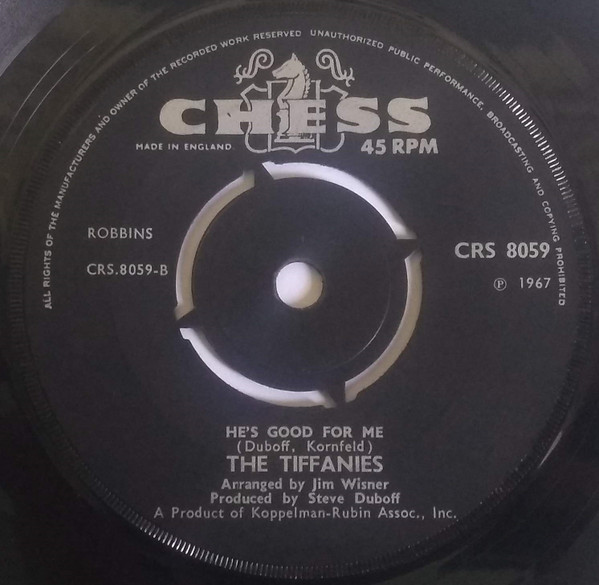 ALL RIGHTS OF THE MANUFACTURERS AND OWNER OF THE RECORDED WORK RESERVED UNAUTHORIZED PUBLIC PERFORMANCE, BROADCASTING AND COPYING PROHIBITED
CHESS
MADE IN ENGLAND.
45 RPM
ROBBINS
CRS 8059
CRS.8059-B
℗ 1967
HE'S GOOD FOR ME
(Duboff, Kornfeld)
THE TIFFANIES
Arranged by Jim Wisner
Produced by Steve Duboff
A Product of Koppelman-Rubin Assoc., Inc.